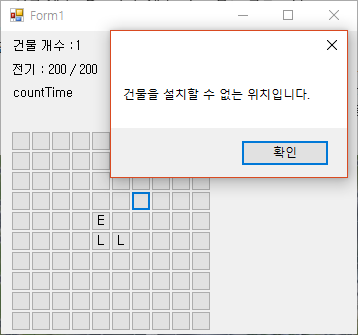 Form1
건물 개수 : 1
전기 : 200 / 200
countTime
건물을 설치할 수 없는 위치입니다.
확인
E
L L